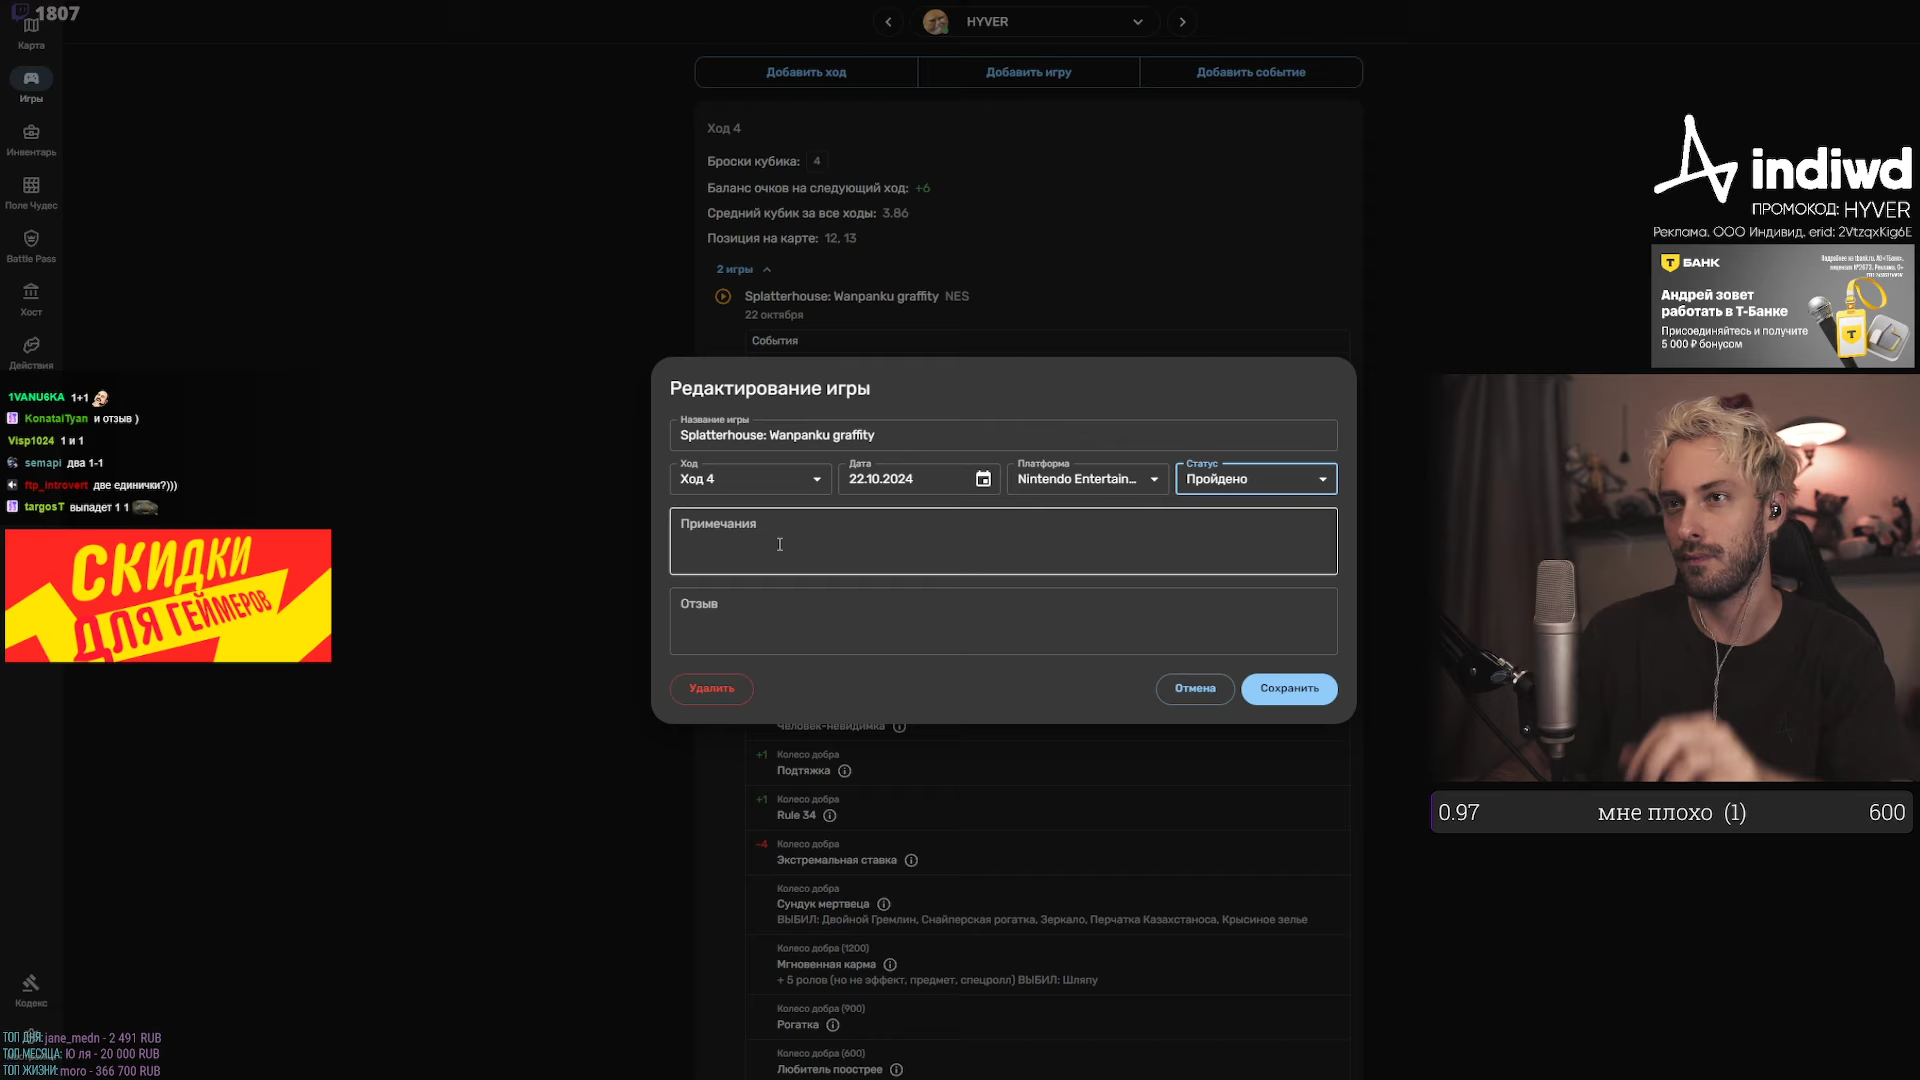 1807
Карта
Игры
Инвентарь
Поле Чудес
Battle Pass
Хост
Действия
Кодекс
HYVER
Добавить ход
Добавить игру
Добавить событие
Ход 4
Броски кубика: 4
Баланс очков на следующий ход: +6
Средний кубик за все ходы: 3.86
Позиция на карте: 12, 13
2 игры
Splatterhouse: Wanpanku graffity NES
22 октября
События
Редактирование игры
Название игры
Splatterhouse: Wanpanku graffity
Ход
Ход 4
Дата
22.10.2024
Платформа
Nintendo Entertain...
Статус
Пройдено
Примечания
Отзыв
Удалить
Отмена
Сохранить
Человек-невидимка
+1 Колесо добра
Подтяжка
+1 Колесо добра
Rule 34
-4 Колесо добра
Экстремальная ставка
Колесо добра
Сундук мертвеца
ВЫБИЛ: Двойной Гремлин, Снайперская рогатка, Зеркало, Перчатка Казахстаноса, Крысиное зелье
Колесо добра (1200)
Мгновенная карма
+ 5 ролов (но не эффект, предмет, спецролл) ВЫБИЛ: Шляпу
Колесо добра (900)
Рогатка
Колесо добра (600)
Любитель поострее
1VANU6KA 1+1
KonataiTyan и отзыв )
Visp1024 1 и 1
semapi два 1-1
ftp_introvert две единички?)))
targosT выпадет 1 1
СКИДКИ
ДЛЯ ГЕЙМЕРОВ
ТОП ДНЯ: jane_medn - 2 491 RUB
ТОП МЕСЯЦА: Ю ля - 20 000 RUB
ТОП ЖИЗНИ: moro - 366 700 RUB
indiwd
ПРОМОКОД: HYVER
Реклама. ООО Индивид, erid: 2VtzqxKig6E
Т БАНК
Андрей зовет
работать в Т-Банке
Присоединяйтесь и получите
5 000 ₽ бонусом
0.97 мне плохо (1) 600